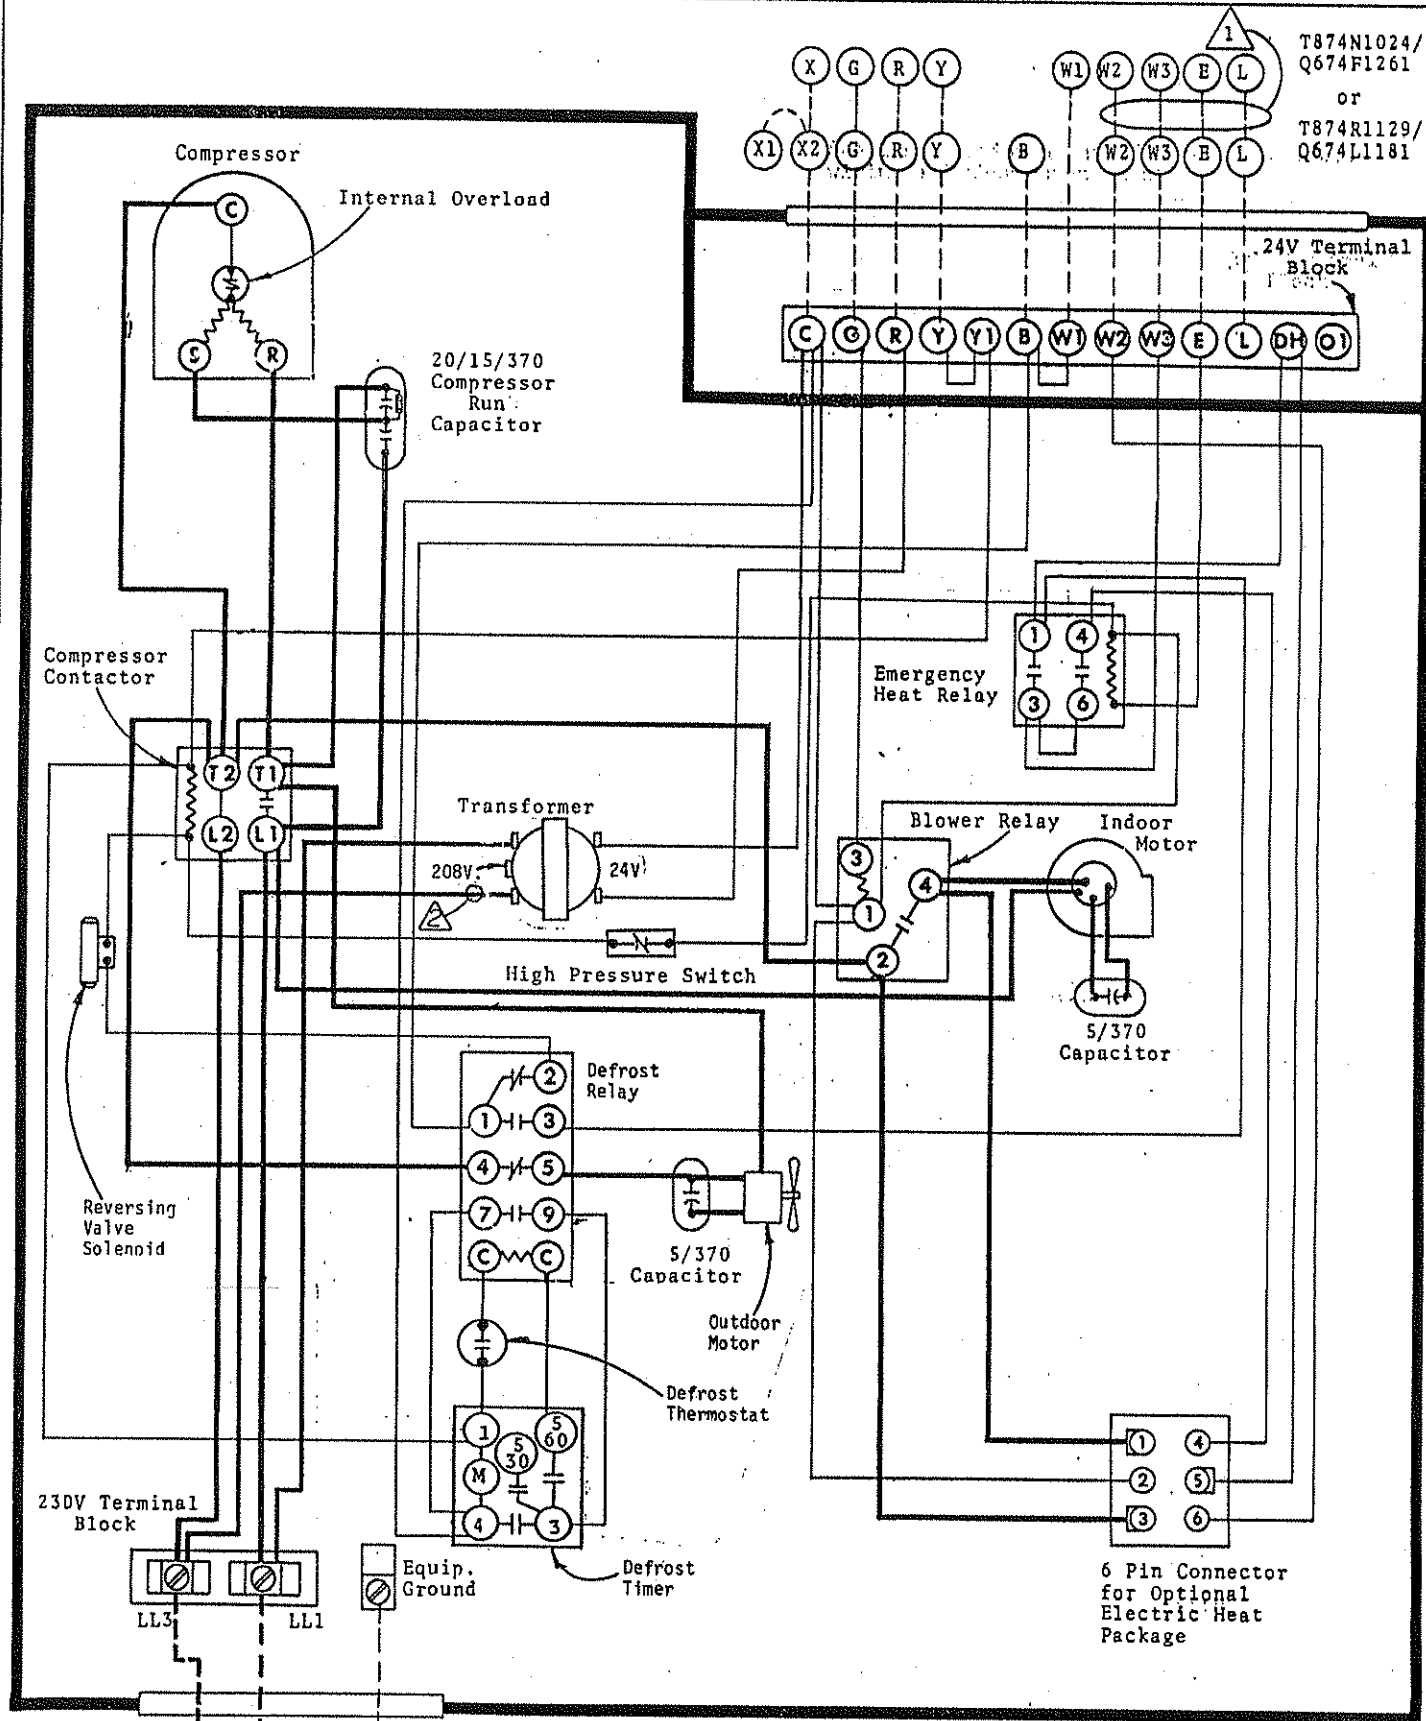 1
T874N1024/
Q674F1261
or
T874R1129/
Q674L1181
X G R Y W1 W2 W3 E L
X1 X2 G R Y B W2 W3 E L
24V Terminal
Block
C G R Y Y1 B W1 W2 W3 E L DH O1
Compressor
Internal Overload
C
S R
20/15/370
Compressor
Run
Capacitor
Compressor
Contactor
T2 T1
L2 L1
Emergency
Heat Relay
1 4
3 6
Transformer
208V.
24V
2
High Pressure Switch
Blower Relay
3
4
1
2
Indoor
Motor
5/370
Capacitor
Reversing
Valve
Solenoid
Defrost
Relay
2
1 3
4 5
7 9
C C
5/370
Capacitor
Outdoor
Motor
Defrost
Thermostat
1
5
30
5
60
M
4 3
Defrost
Timer
230V Terminal
Block
LL3 LL1
Equip.
Ground
1 4
2 5
3 6
6 Pin Connector
for Optional
Electric Heat
Package